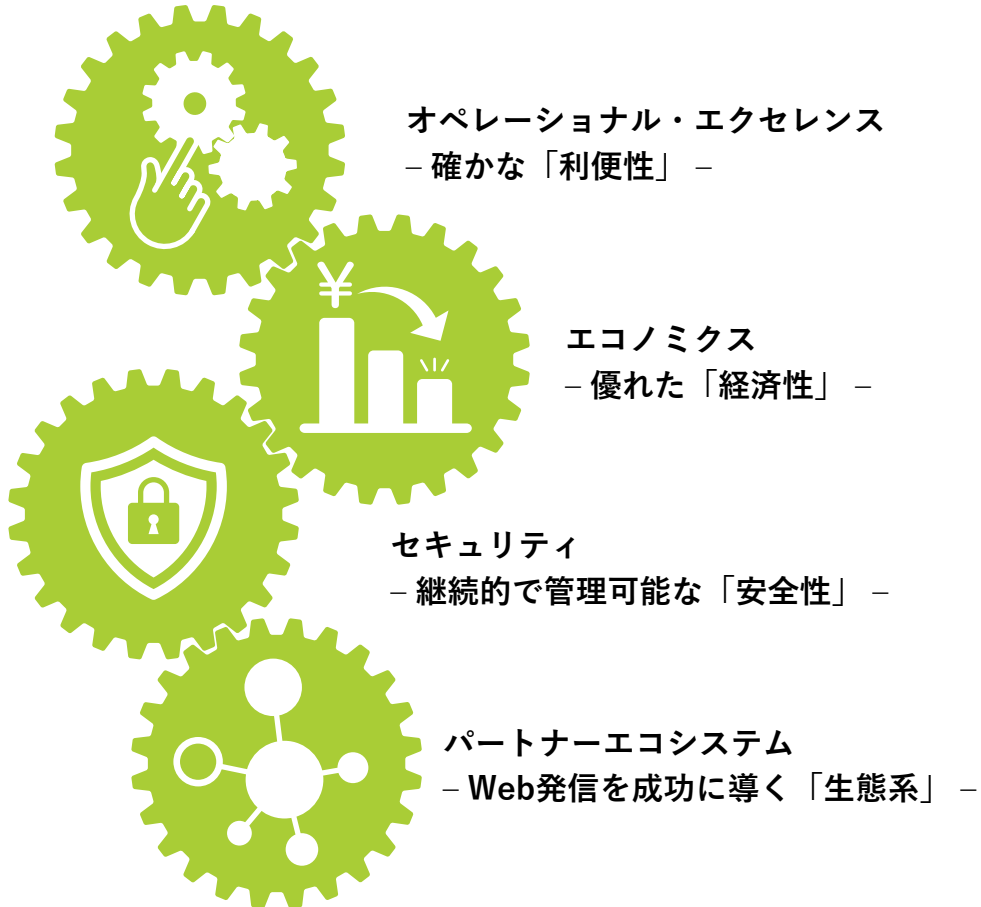 オペレーショナル・エクセレンス
– 確かな「利便性」 –
¥
エコノミクス
– 優れた「経済性」 –
セキュリティ
– 継続的で管理可能な「安全性」 –
パートナーエコシステム
– Web発信を成功に導く「生態系」 –